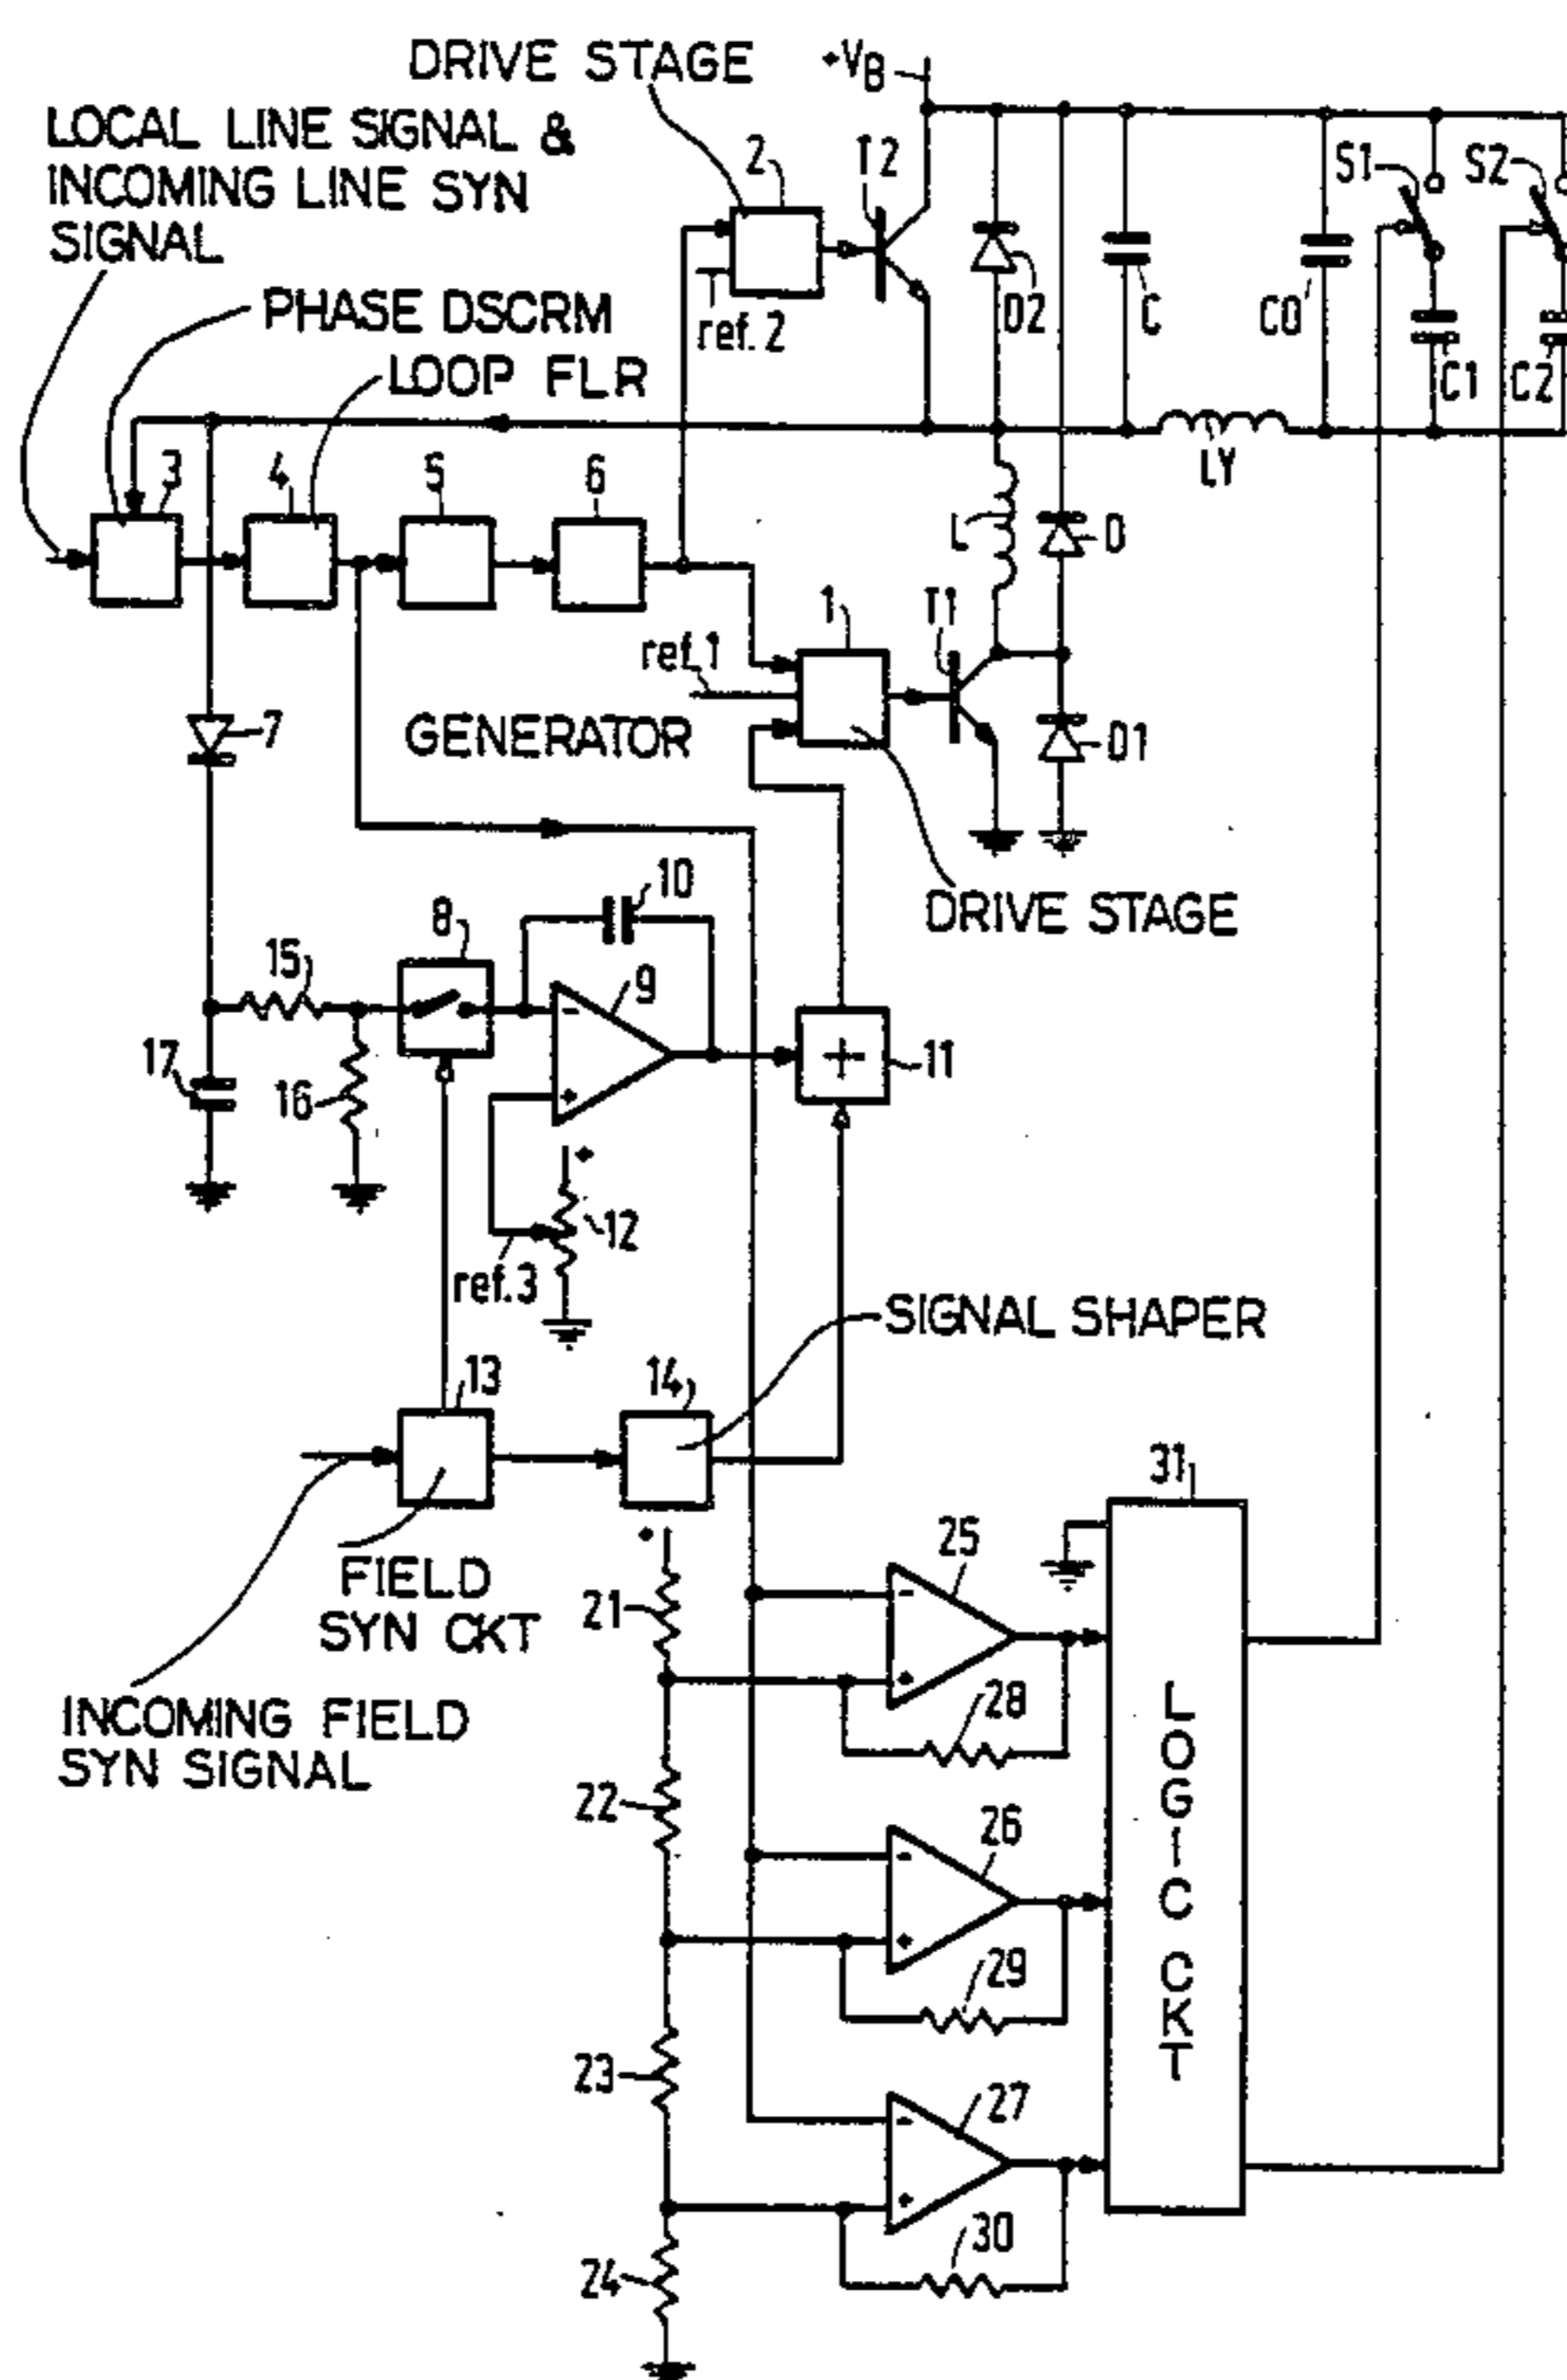 DRIVE STAGE
+VB
LOCAL LINE SIGNAL &
INCOMING LINE SYN
SIGNAL
2
T2
S1
S2
PHASE DSCRM
ref.2
D2
C
C0
C1
C2
LOOP FLR
3
4
5
6
LY
L
D
1
T1
ref.1
7
GENERATOR
D1
10
DRIVE STAGE
8
15
9
-
+
17
16
+
11
+
12
ref.3
SIGNAL SHAPER
13
14
31
+
25
FIELD
SYN CKT
21
-
+
INCOMING FIELD
SYN SIGNAL
28
LOGIC CKT
22
26
-
+
29
23
27
-
+
30
24